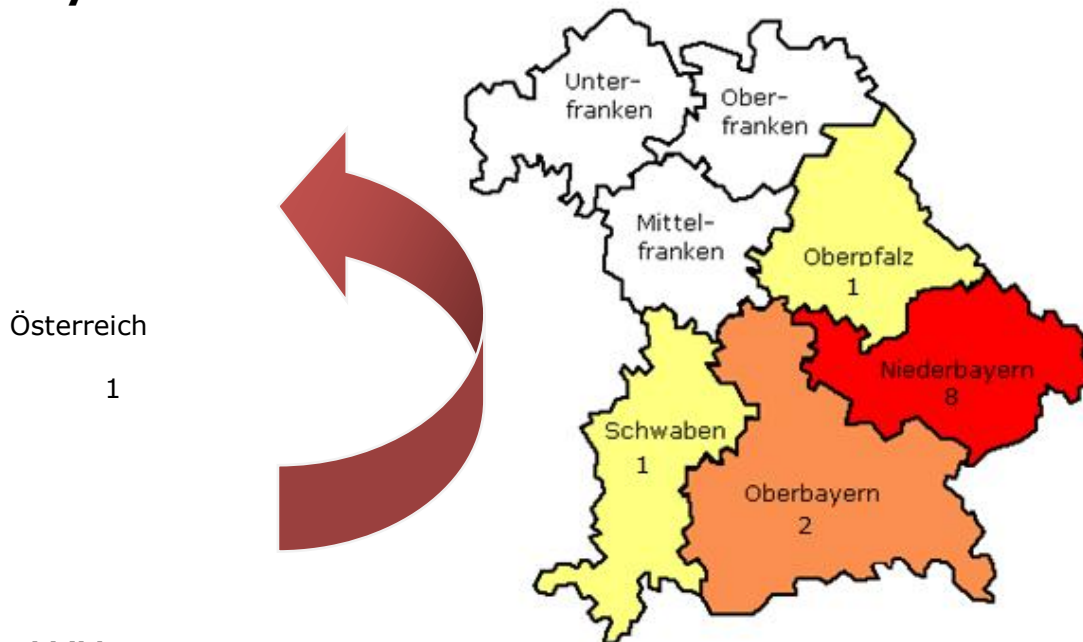 Unter-
franken
Ober-
franken
Mittel-
franken
Oberpfalz
1
Österreich
1
Niederbayern
8
Schwaben
1
Oberbayern
2